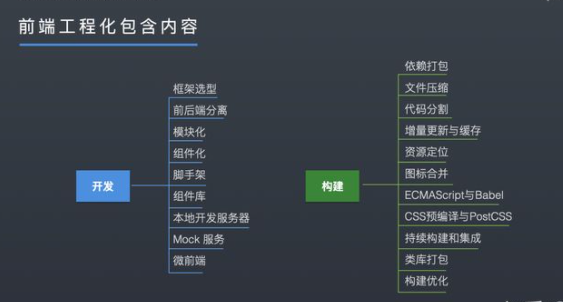 前端工程化包含内容
开发
框架选型
前后端分离
模块化
组件化
脚手架
组件库
本地开发服务器
Mock 服务
微前端
构建
依赖打包
文件压缩
代码分割
增量更新与缓存
资源定位
图标合并
ECMAScript与Babel
CSS预编译与PostCSS
持续构建和集成
类库打包
构建优化